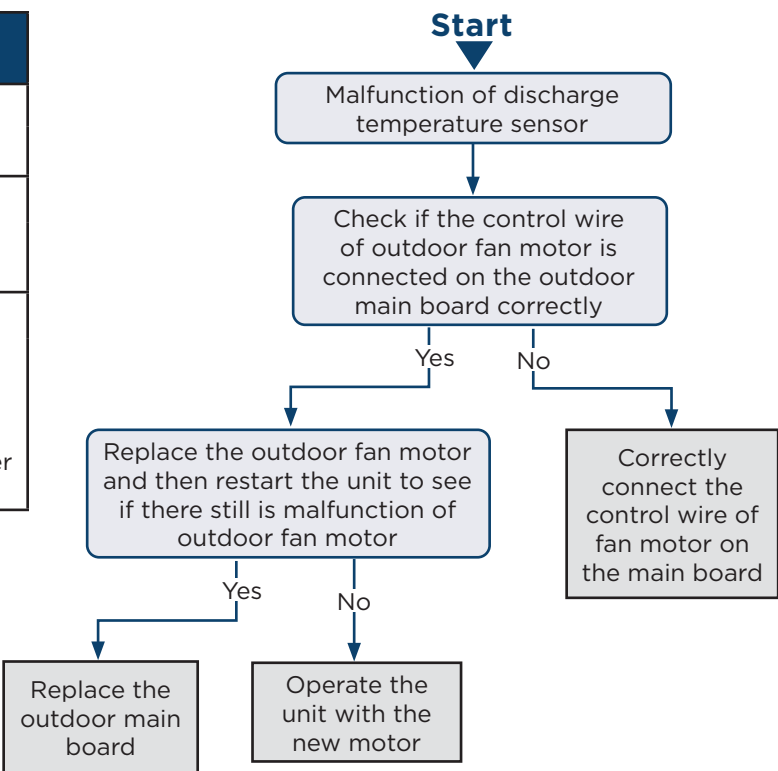 Start
Malfunction of discharge
temperature sensor
Check if the control wire
of outdoor fan motor is
connected on the outdoor
main board correctly
Yes
No
Replace the outdoor fan motor
and then restart the unit to see
if there still is malfunction of
outdoor fan motor
Correctly
connect the
control wire of
fan motor on
the main board
Yes
No
Replace the
outdoor main
board
Operate the
unit with the
new motor